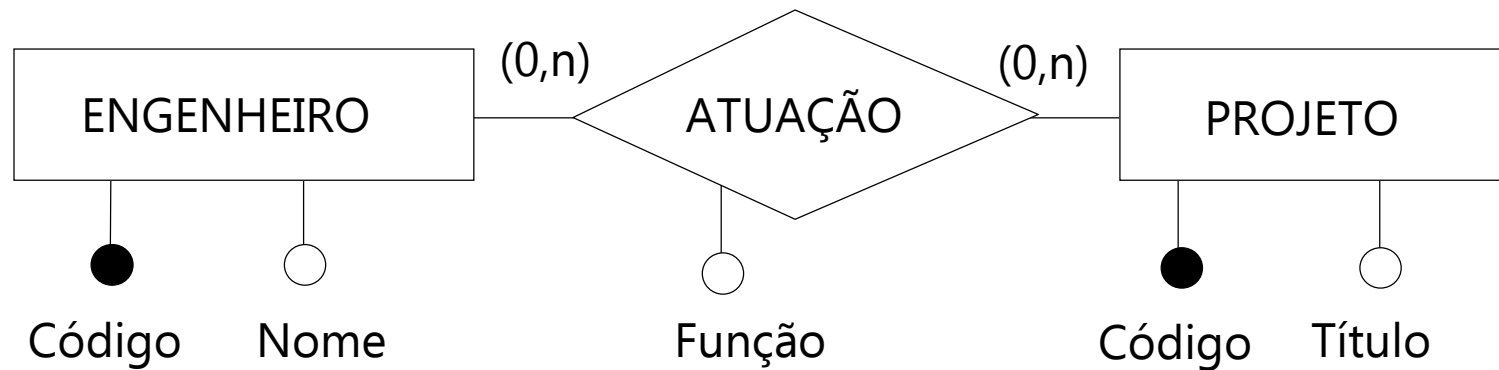 (0,n)
(0,n)
ENGENHEIRO
ATUAÇÃO
PROJETO
Código
Nome
Função
Código
Título